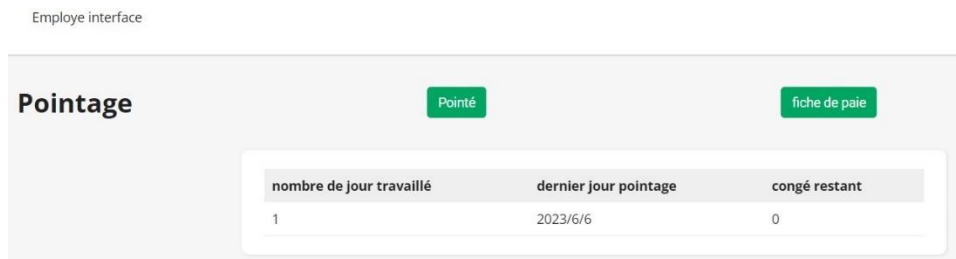 Employe interface
Pointage
Pointé
fiche de paie
nombre de jour travaillé dernier jour pointage congé restant
1 2023/6/6 0